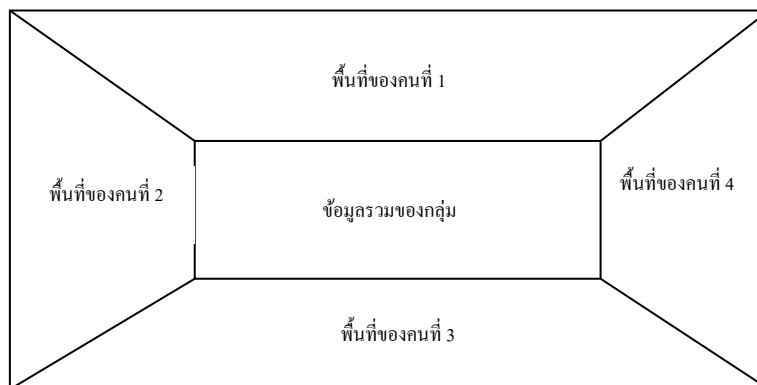 พื้นที่ของคนที่ 1
พื้นที่ของคนที่ 2
ข้อมูลรวมของกลุ่ม
พื้นที่ของคนที่ 4
พื้นที่ของคนที่ 3